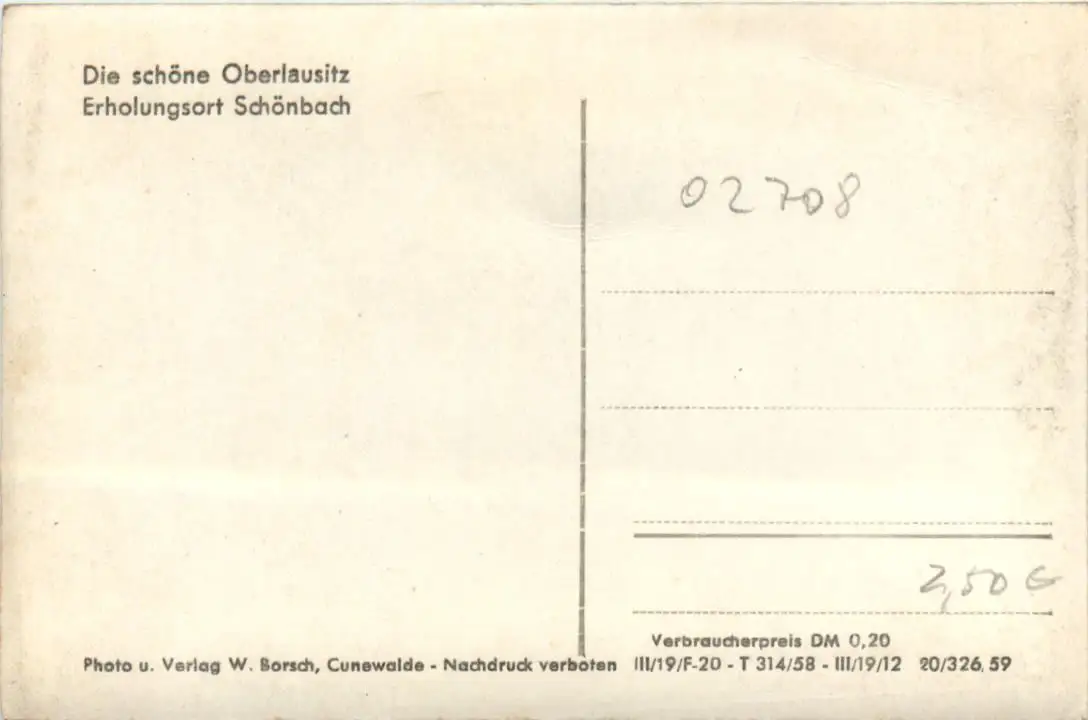 Die schöne Oberlausitz
Erholungsort Schönbach
02708
2,50 €
Verbraucherpreis DM 0,20
Photo u. Verlag W. Borsch, Cunewalde - Nachdruck verboten III/19/F-20 - T 314/58 - III/19/12 20/326, 59